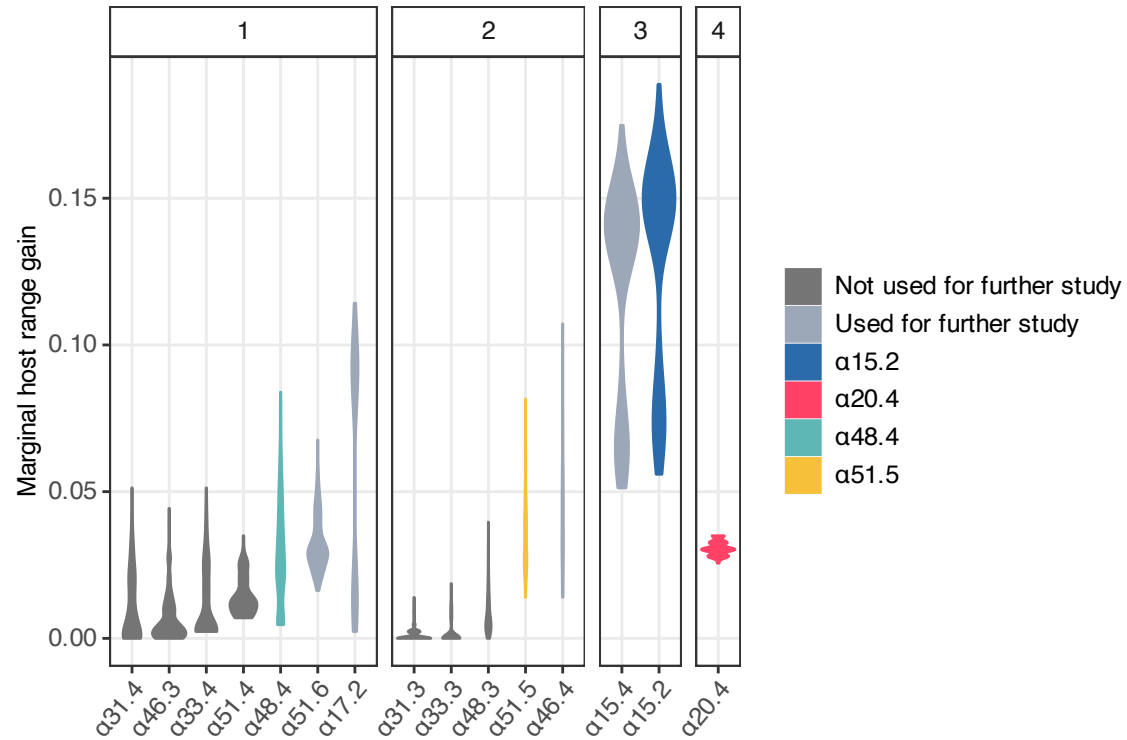 1 2 3 4
Marginal host range gain
0.15
0.10
0.05
0.00
α31.4 α46.3 α33.4 α51.4 α48.4 α51.6 α17.2 α31.3 α33.3 α48.3 α51.5 α46.4 α15.4 α15.2 α20.4
Not used for further study
Used for further study
α15.2
α20.4
α48.4
α51.5